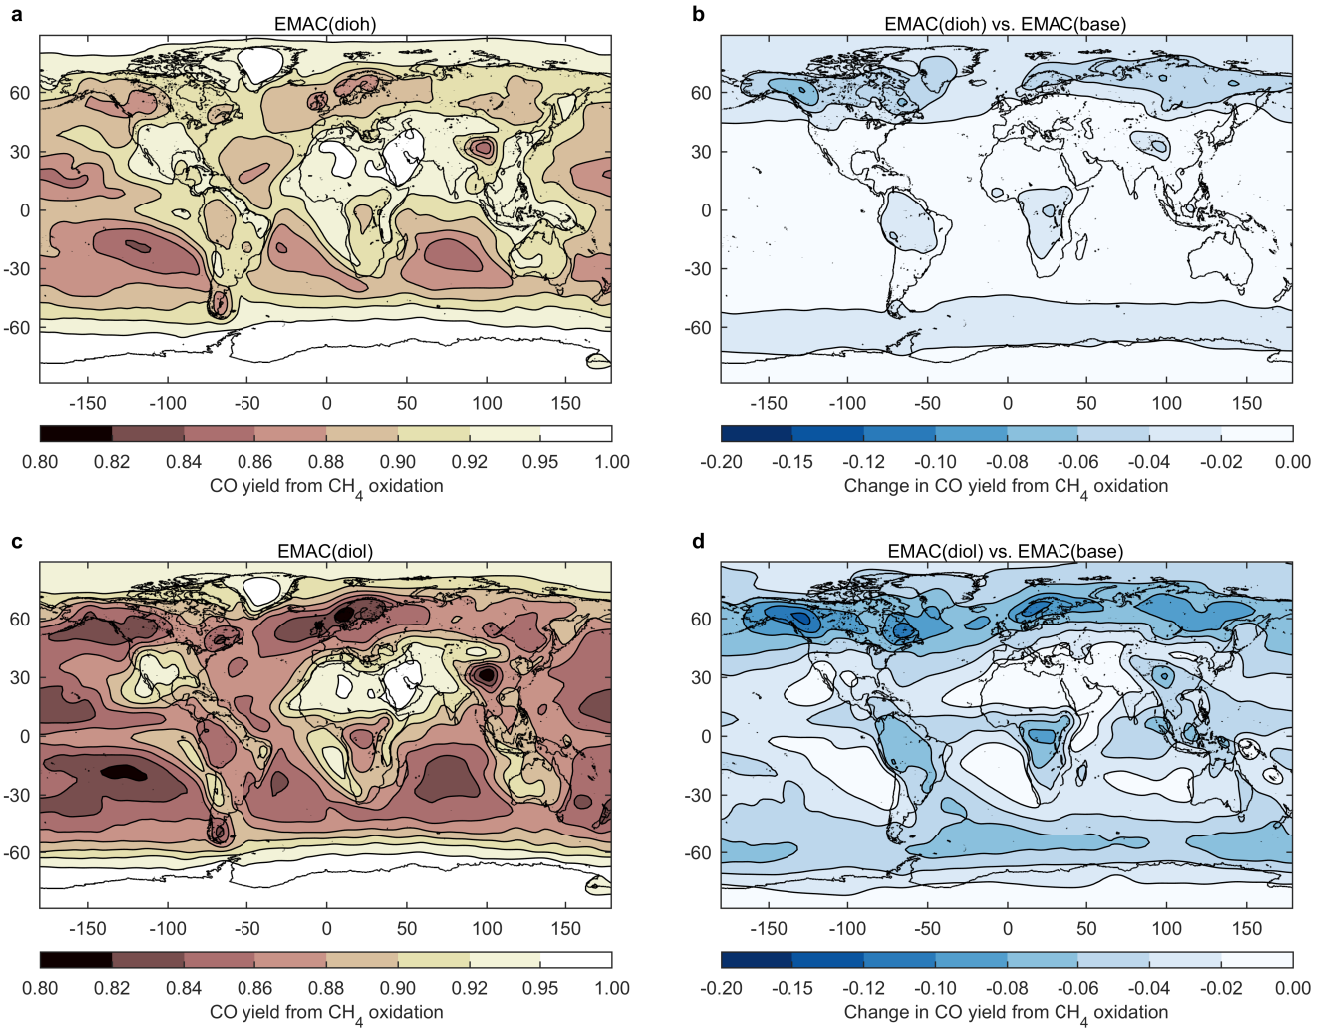 a
EMAC(dioh)
60
30
0
-30
-60
-150 -100 -50 0 50 100 150
0.80 0.82 0.84 0.86 0.88 0.90 0.92 0.95 1.00
CO yield from CH4 oxidation
b
EMAC(dioh) vs. EMAC(base)
60
30
0
-30
-60
-150 -100 -50 0 50 100 150
-0.20 -0.15 -0.12 -0.10 -0.08 -0.06 -0.04 -0.02 0.00
Change in CO yield from CH4 oxidation
c
EMAC(diol)
60
30
0
-30
-60
-150 -100 -50 0 50 100 150
0.80 0.82 0.84 0.86 0.88 0.90 0.92 0.95 1.00
CO yield from CH4 oxidation
d
EMAC(diol) vs. EMAC(base)
60
30
0
-30
-60
-150 -100 -50 0 50 100 150
-0.20 -0.15 -0.12 -0.10 -0.08 -0.06 -0.04 -0.02 0.00
Change in CO yield from CH4 oxidation